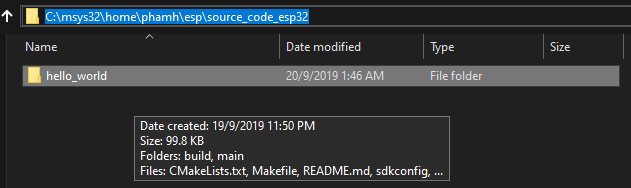 C:\msys32\home\phamh\esp\source_code_esp32
Name Date modified Type Size
hello_world 20/9/2019 1:46 AM File folder
Date created: 19/9/2019 11:50 PM
Size: 99.8 KB
Folders: build, main
Files: CMakeLists.txt, Makefile, README.md, sdkconfig, ...